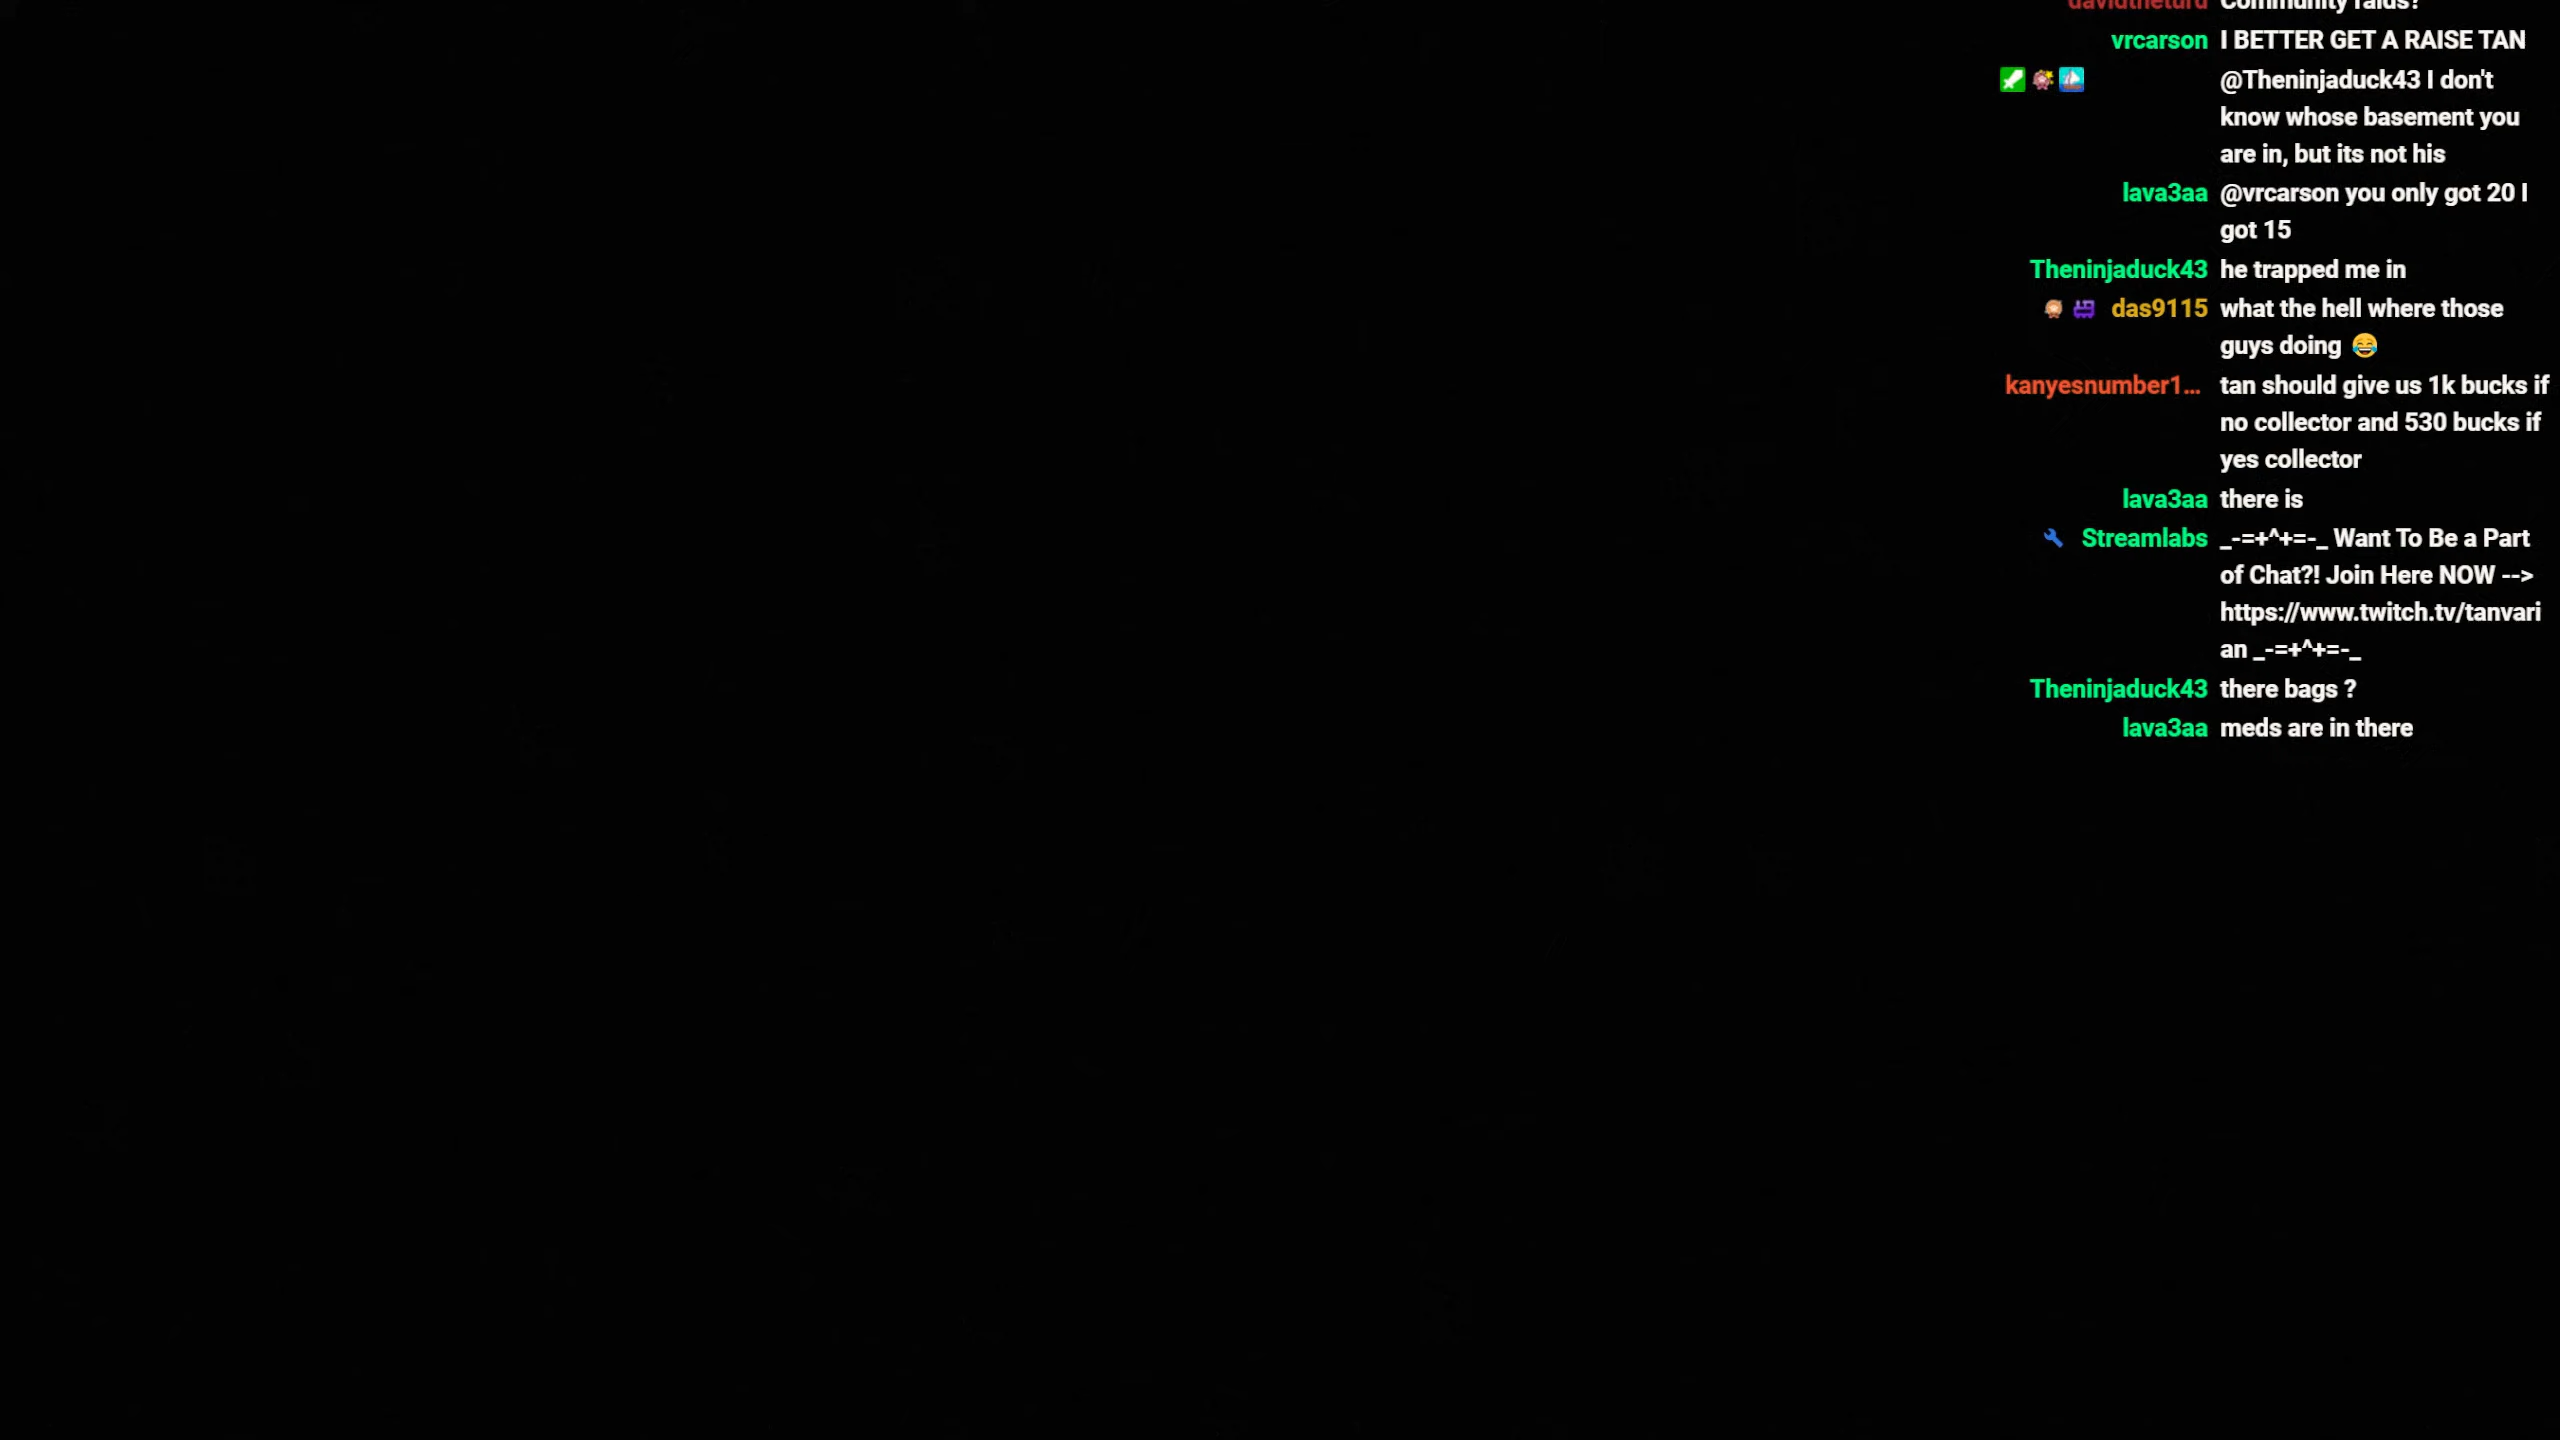 davidtheturd Community raids?
vrcarson I BETTER GET A RAISE TAN
@Theninjaduck43 I don't
know whose basement you
are in, but its not his
lava3aa @vrcarson you only got 20 I
got 15
Theninjaduck43 he trapped me in
das9115 what the hell where those
guys doing 😂
kanyesnumber1... tan should give us 1k bucks if
no collector and 530 bucks if
yes collector
lava3aa there is
Streamlabs _-=+^+=-_ Want To Be a Part
of Chat?! Join Here NOW -->
https://www.twitch.tv/tanvari
an _-=+^+=-_
Theninjaduck43 there bags ?
lava3aa meds are in there